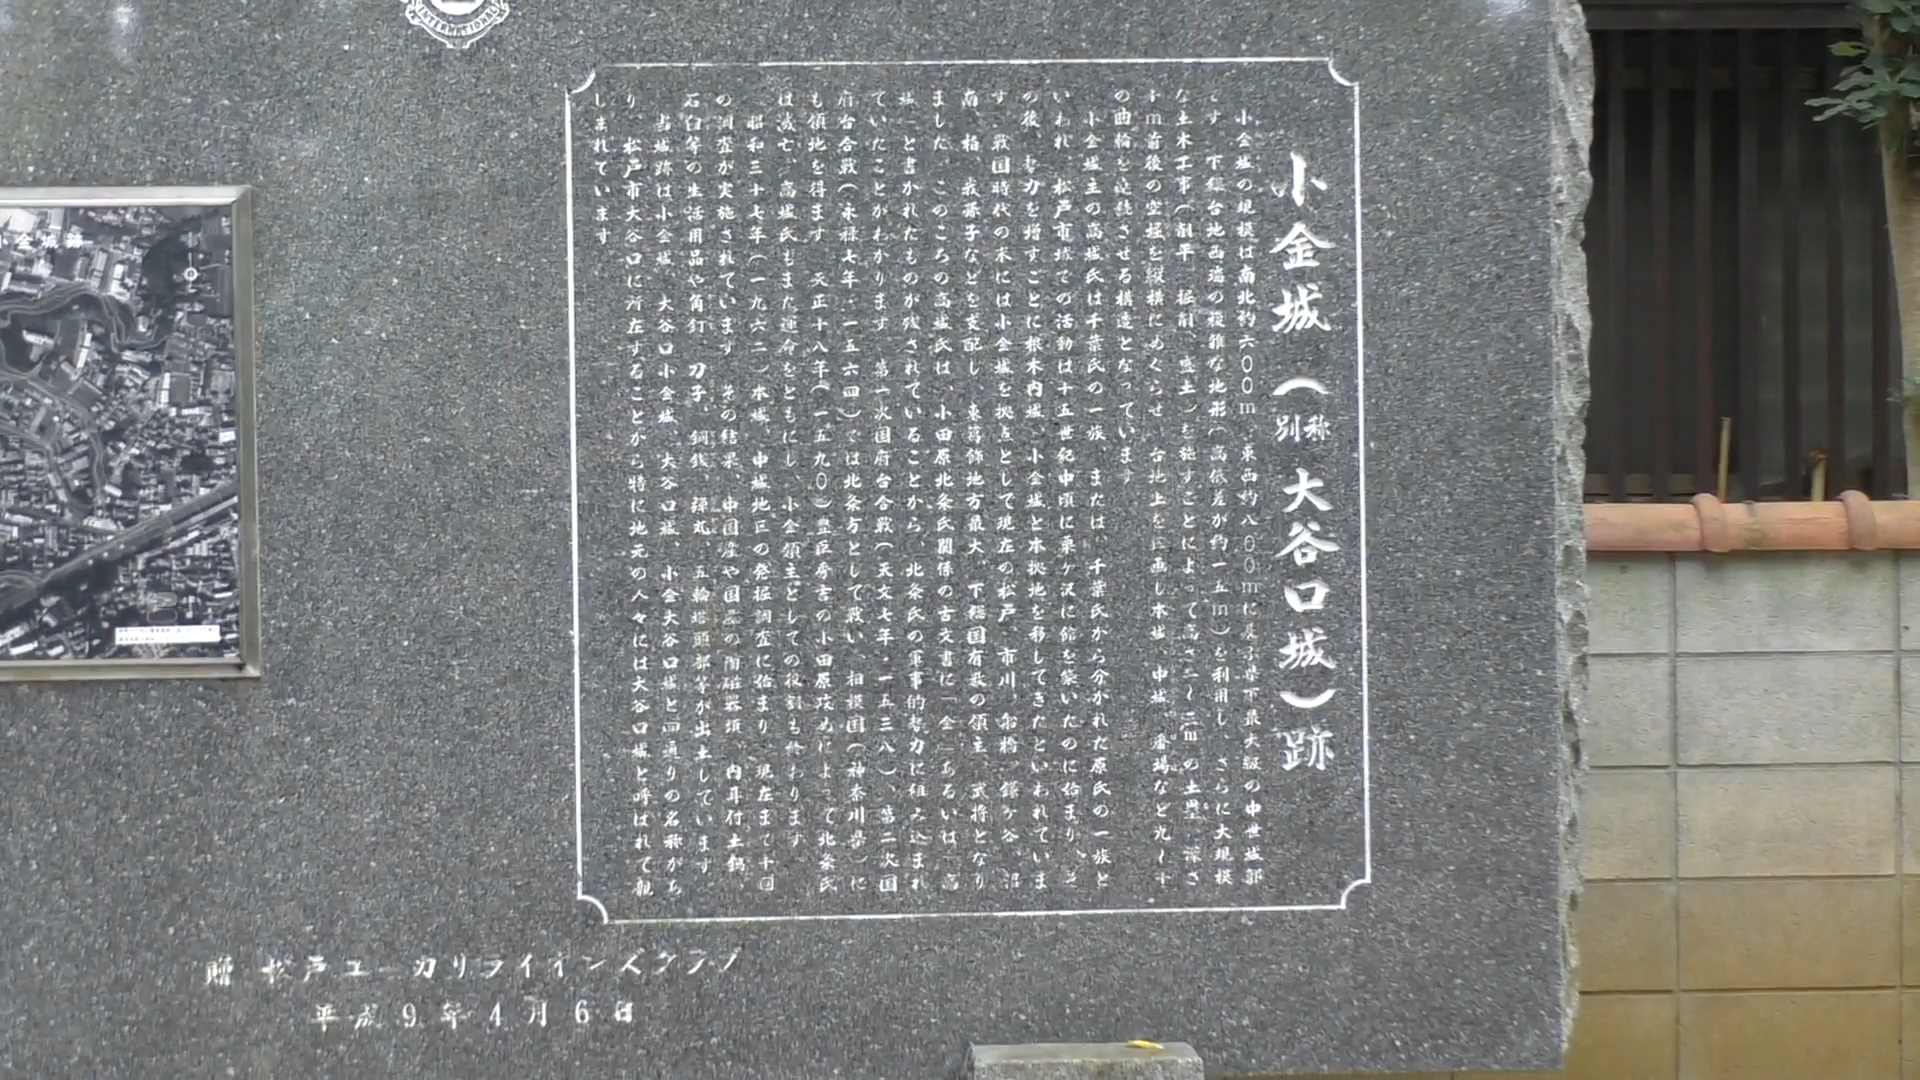 INTERNATIONAL
小金城跡
小金城（別称大谷口城）跡
小金城の規模は南北約六００ｍ、東西約八００ｍに及ぶ県下最大級の中世城郭
です。下総台地西端の複雑な地形（高低差が約一五ｍ）を利用し、さらに大規模
な土木工事（削平、掘削、盛土）を施すことによって高さ二〜三ｍの土塁、深さ
十ｍ前後の空堀を縦横にめぐらせ、台地上を区画し本城、中城、番場など九〜十
の曲輪を連続させる構造となっています。
小金城主の高城氏は千葉氏の一族、または、千葉氏から分かれた原氏の一族と
いわれ、松戸市域での活動は十五世紀中頃に栗ヶ沢に館を築いたのに始まり、そ
の後、勢力を増すごとに根木内城、小金城と本拠地を移してきたといわれていま
す。戦国時代の末には小金城を拠点として現在の松戸、市川、船橋、鎌ヶ谷、沼
南、柏、我孫子などを支配し、東葛飾地方最大、下総国有数の領主、武将となり
ました。このころの高城氏は、小田原北条氏関係の古文書に「金」あるいは「高
城」と書かれたものが残されていることから、北条氏の軍事的勢力に組み込まれ
ていたことがわかります。第一次国府台合戦（天文七年・一五三八）、第二次国
府台合戦（永禄七年・一五六四）では北条方として戦い、相模国（神奈川県）に
も領地を得ます。天正十八年（一五九０）豊臣秀吉の小田原攻めによって北条氏
は滅亡、高城氏もまた運命をともにし、小金領主としての役割も終わります。
昭和三十七年（一九六二）本城、中城地区の発掘調査に始まり、現在まで十回
の調査が実施されています。その結果、中国産や国産の陶磁器類、内耳付土鍋、
石臼等の生活用品や角釘、刀子、銅銭、弾丸、五輪塔頭部等が出土しています。
当城跡は小金城、大谷口小金城、大谷口城、小金大谷口城と四通りの名称があ
り、松戸市大谷口に所在することから特に地元の人々には大谷口城と呼ばれて親
しまれています。
贈 松戸ユーカリライオンズクラブ
平成9年4月6日